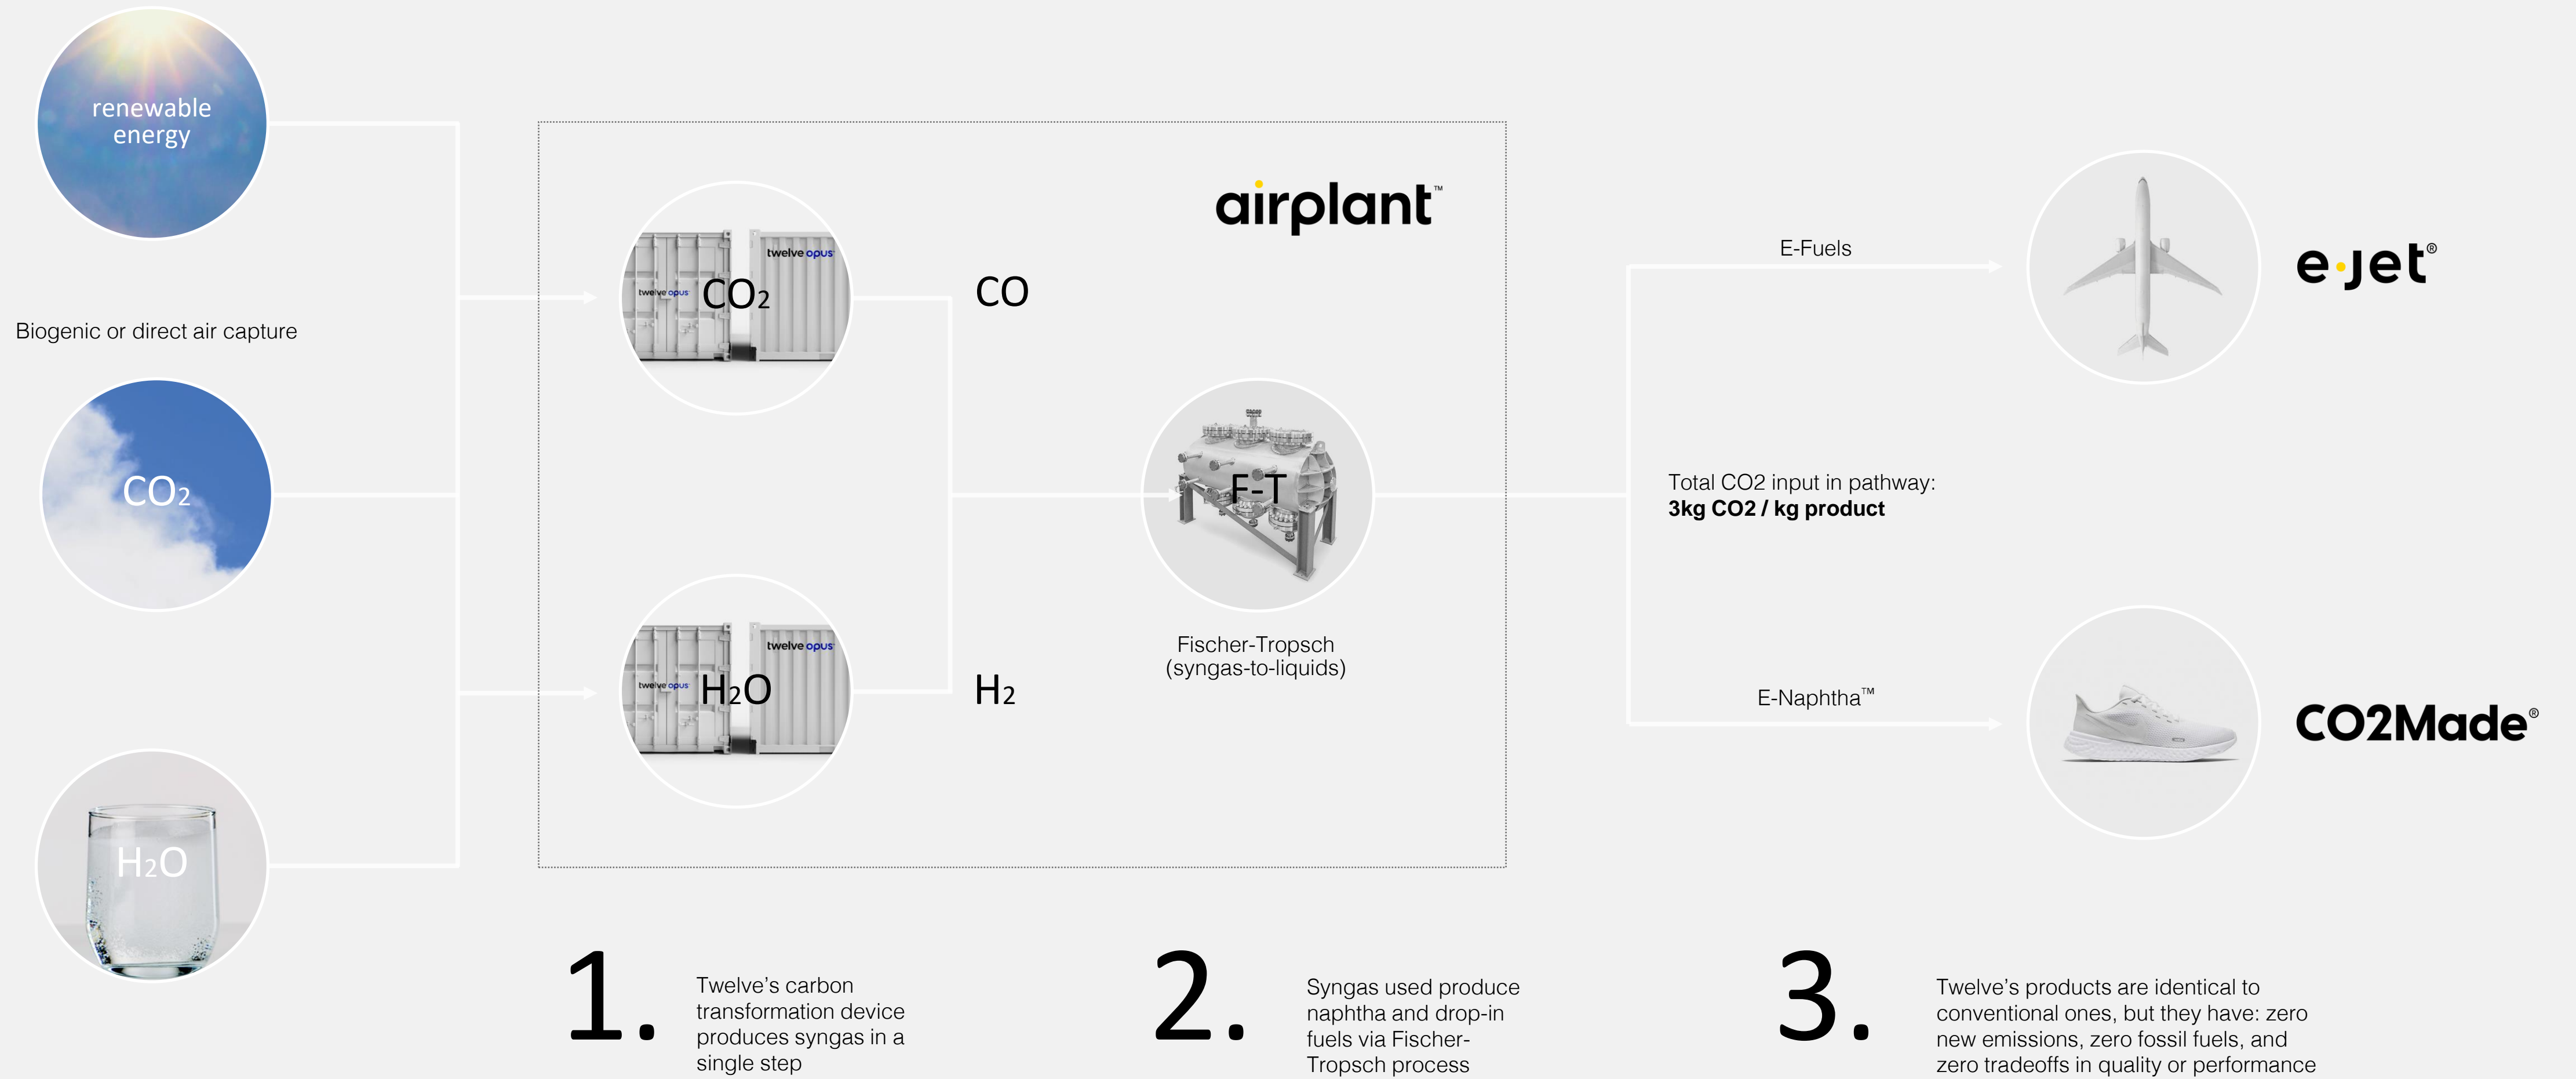 renewable
energy
Biogenic or direct air capture
CO2
H2O
airplant™
twelve opus
twelve opus
CO2
CO
twelve opus
twelve opus
H2O
H2
F-T
Fischer-Tropsch
(syngas-to-liquids)
E-Fuels
e·jet®
Total CO2 input in pathway:
3kg CO2 / kg product
E-Naphtha™
CO2Made®
1.
Twelve’s carbon
transformation device
produces syngas in a
single step
2.
Syngas used produce
naphtha and drop-in
fuels via Fischer-
Tropsch process
3.
Twelve’s products are identical to
conventional ones, but they have: zero
new emissions, zero fossil fuels, and
zero tradeoffs in quality or performance